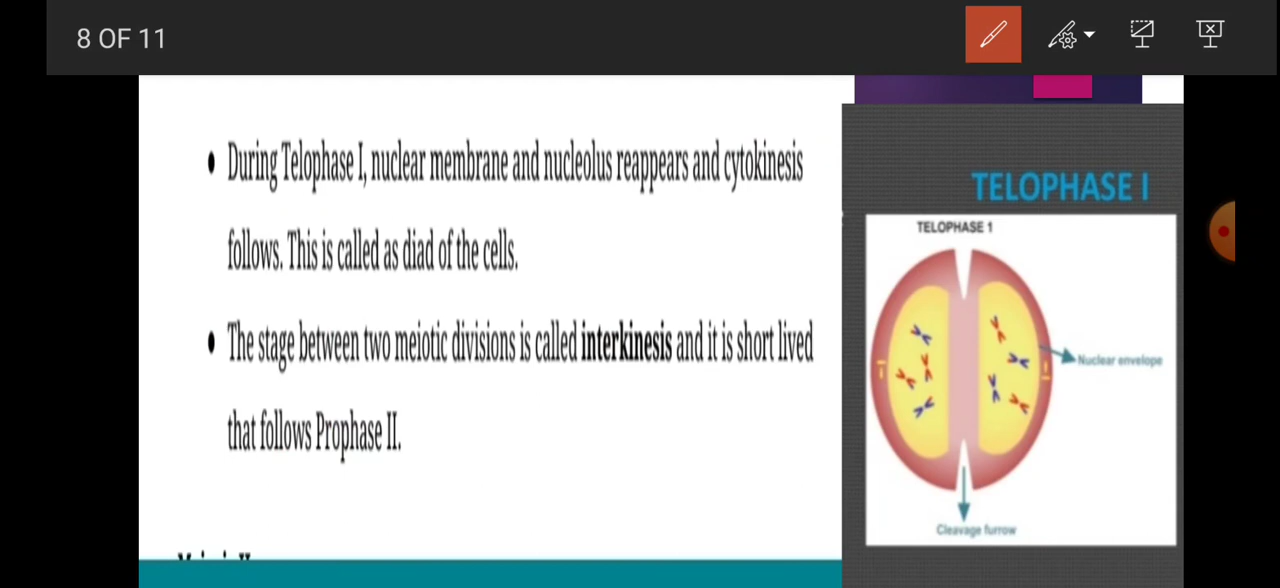 8 OF 11
• During Telophase I, nuclear membrane and nucleolus reappears and cytokinesis
follows. This is called as diad of the cells.
• The stage between two meiotic divisions is called interkinesis and it is short lived
that follows Prophase II.
TELOPHASE I
TELOPHASE 1
Nuclear envelope
Cleavage furrow